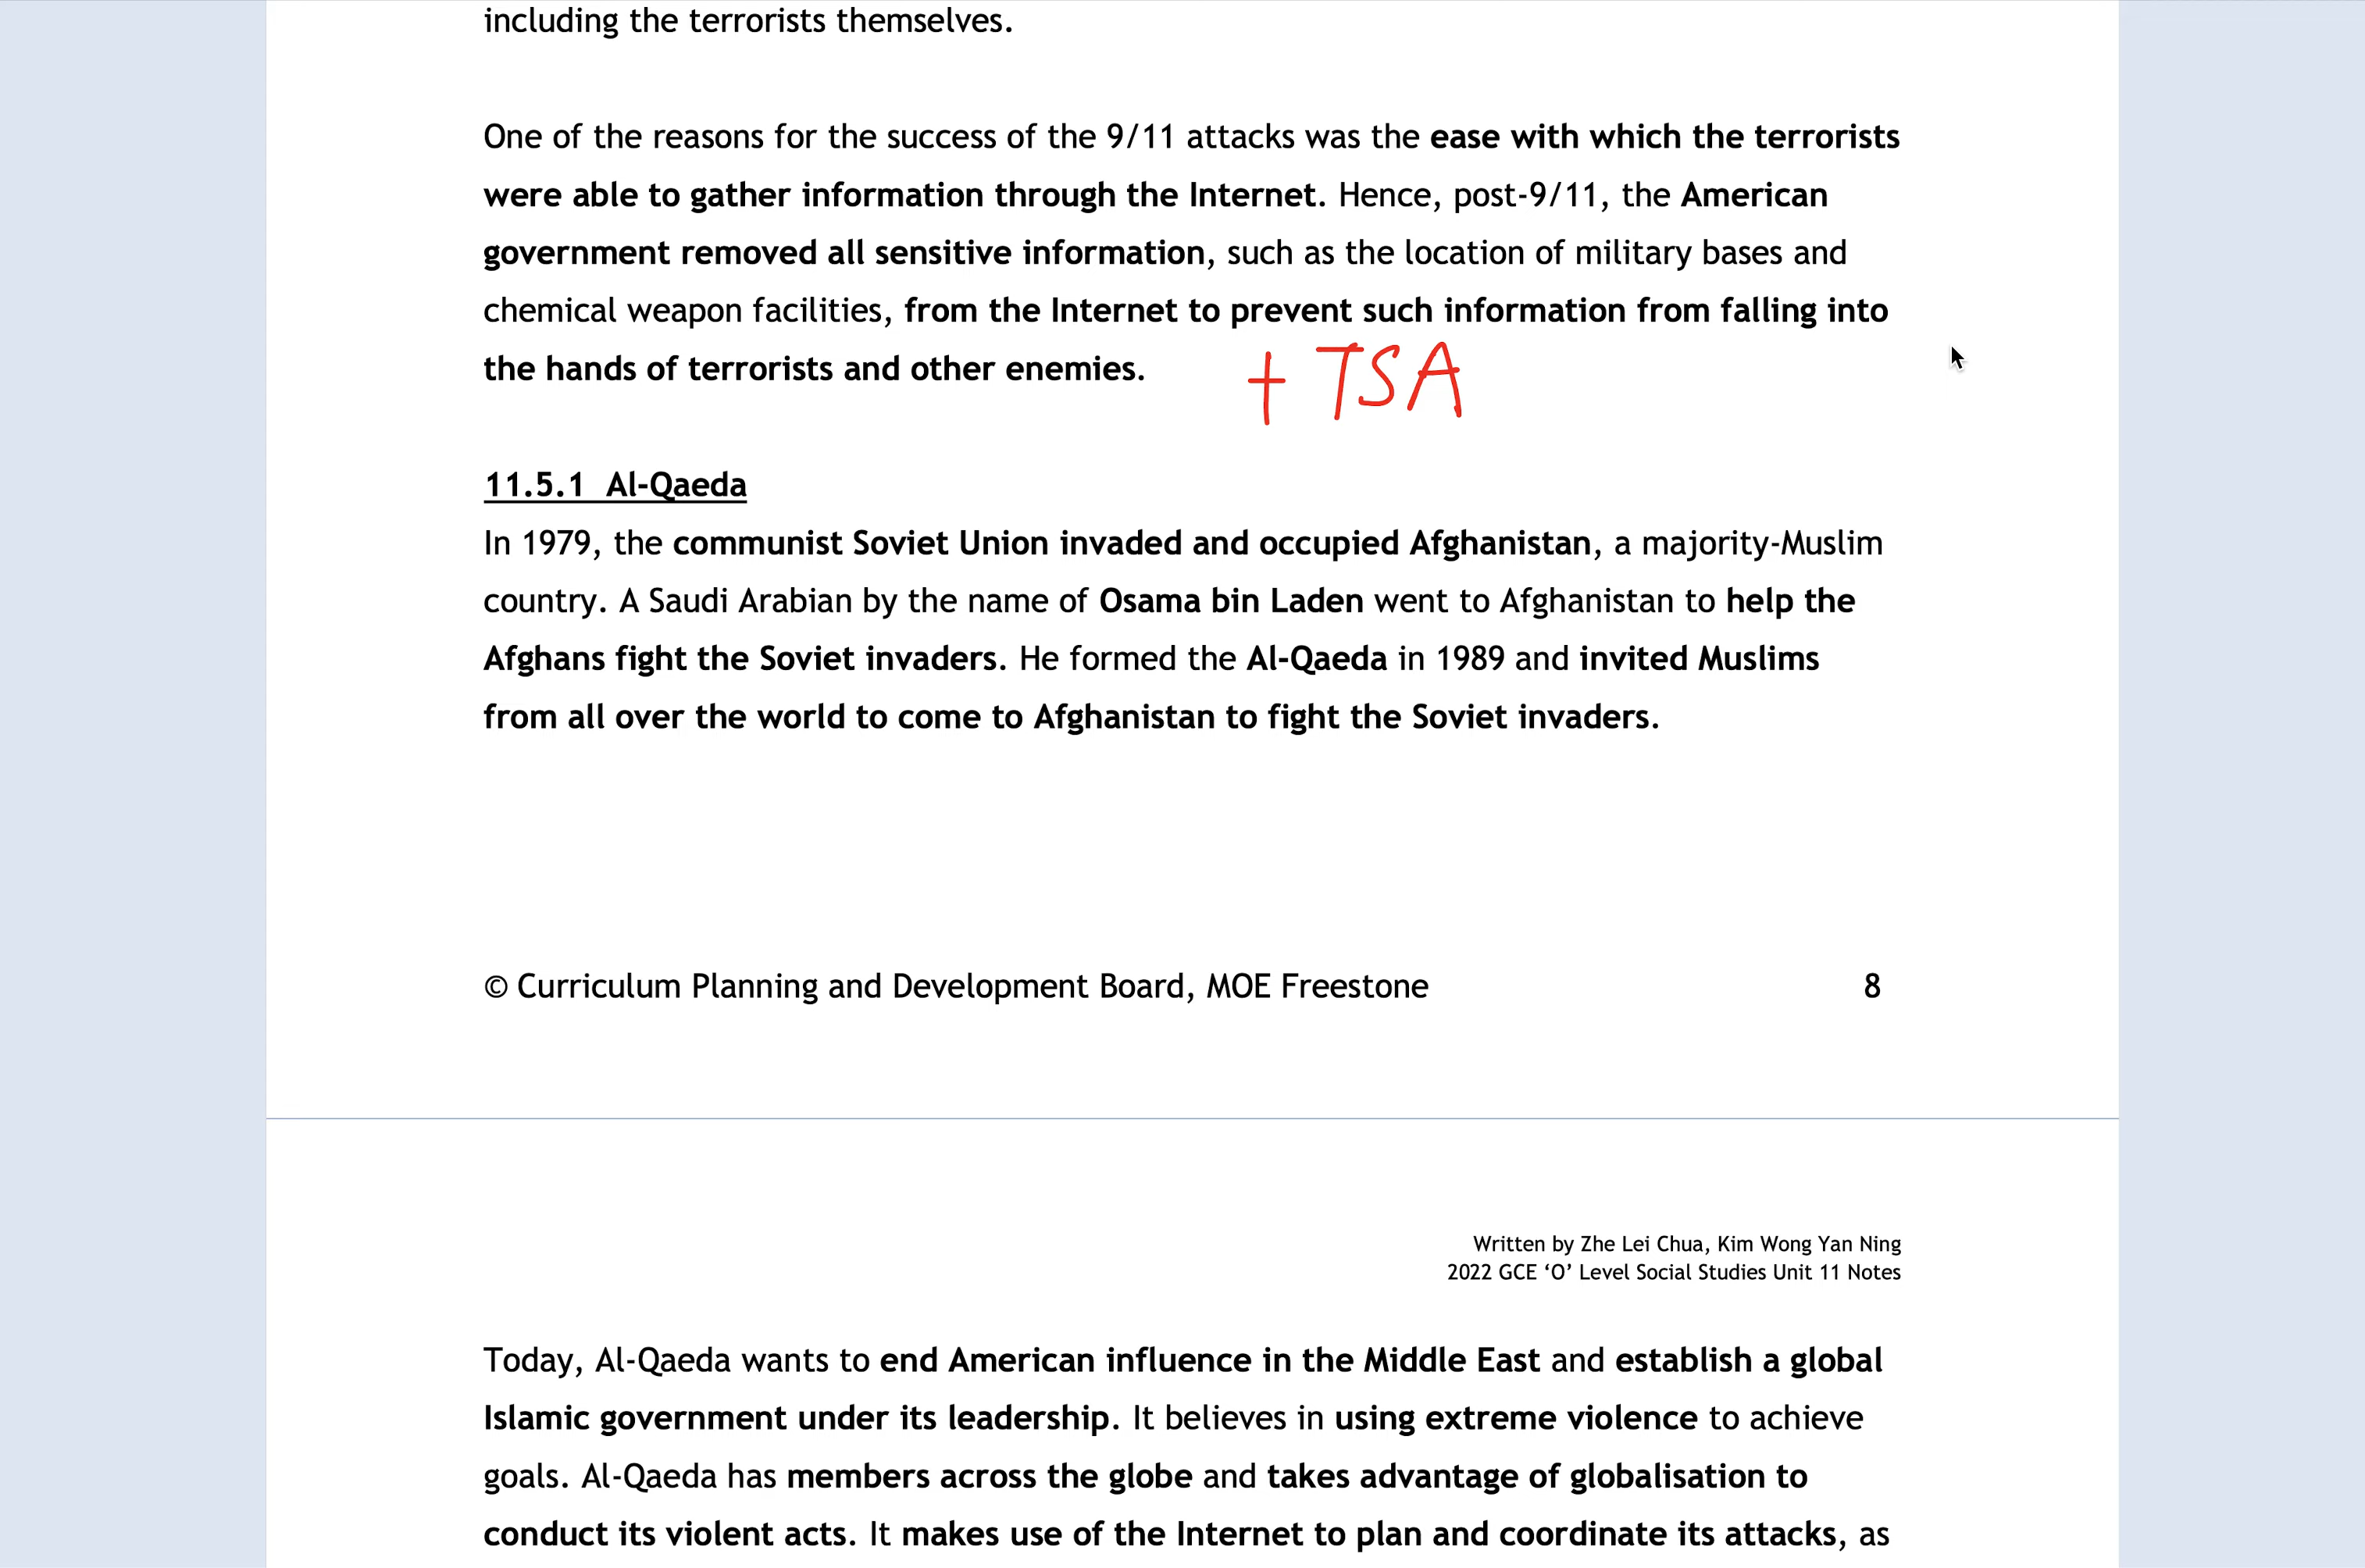 including the terrorists themselves.
One of the reasons for the success of the 9/11 attacks was the ease with which the terrorists
were able to gather information through the Internet. Hence, post-9/11, the American
government removed all sensitive information, such as the location of military bases and
chemical weapon facilities, from the Internet to prevent such information from falling into
the hands of terrorists and other enemies.
+ TSA
11.5.1 Al-Qaeda
In 1979, the communist Soviet Union invaded and occupied Afghanistan, a majority-Muslim
country. A Saudi Arabian by the name of Osama bin Laden went to Afghanistan to help the
Afghans fight the Soviet invaders. He formed the Al-Qaeda in 1989 and invited Muslims
from all over the world to come to Afghanistan to fight the Soviet invaders.
© Curriculum Planning and Development Board, MOE Freestone 8
Written by Zhe Lei Chua, Kim Wong Yan Ning
2022 GCE ‘O’ Level Social Studies Unit 11 Notes
Today, Al-Qaeda wants to end American influence in the Middle East and establish a global
Islamic government under its leadership. It believes in using extreme violence to achieve
goals. Al-Qaeda has members across the globe and takes advantage of globalisation to
conduct its violent acts. It makes use of the Internet to plan and coordinate its attacks, as